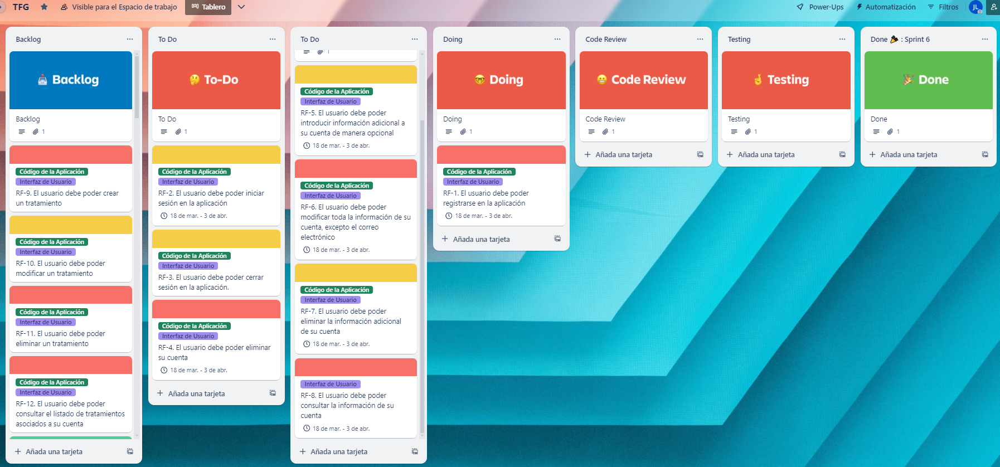 TFG
Visible para el Espacio de trabajo
Tablero
Power-Ups
Automatización
Filtros
JL
Backlog
Backlog
Backlog
1
Código de la Aplicación
Interfaz de Usuario
RF-9. El usuario debe poder crear
un tratamiento
Código de la Aplicación
Interfaz de Usuario
RF-10. El usuario debe poder
modificar un tratamiento
Código de la Aplicación
Interfaz de Usuario
RF-11. El usuario debe poder
eliminar un tratamiento
Código de la Aplicación
Interfaz de Usuario
RF-12. El usuario debe poder
consultar el listado de tratamientos
asociados a su cuenta
+ Añada una tarjeta
To Do
To-Do
To Do
1
Código de la Aplicación
Interfaz de Usuario
RF-2. El usuario debe poder iniciar
sesión en la aplicación
18 de mar. - 3 de abr.
Código de la Aplicación
Interfaz de Usuario
RF-3. El usuario debe poder cerrar
sesión en la aplicación.
Código de la Aplicación
Interfaz de Usuario
RF-4. El usuario debe poder eliminar
su cuenta
18 de mar. - 3 de abr.
+ Añada una tarjeta
To Do
1
Código de la Aplicación
Interfaz de Usuario
RF-5. El usuario debe poder
introducir información adicional a
su cuenta de manera opcional
18 de mar. - 3 de abr.
Código de la Aplicación
Interfaz de Usuario
RF-6. El usuario debe poder
modificar toda la información de su
cuenta, excepto el correo
electrónico
18 de mar. - 3 de abr.
Código de la Aplicación
Interfaz de Usuario
RF-7. El usuario debe poder
eliminar la información adicional
de su cuenta
18 de mar. - 3 de abr.
Interfaz de Usuario
RF-8. El usuario debe poder
consultar la información de su
cuenta
18 de mar. - 3 de abr.
+ Añada una tarjeta
Doing
Doing
Doing
1
Código de la Aplicación
Interfaz de Usuario
RF-1. El usuario debe poder
registrarse en la aplicación
18 de mar. - 3 de abr.
+ Añada una tarjeta
Code Review
Code Review
Code Review
1
+ Añada una tarjeta
Testing
Testing
Testing
1
+ Añada una tarjeta
Done 🎉 : Sprint 6
Done
Done
1
+ Añada una tarjeta